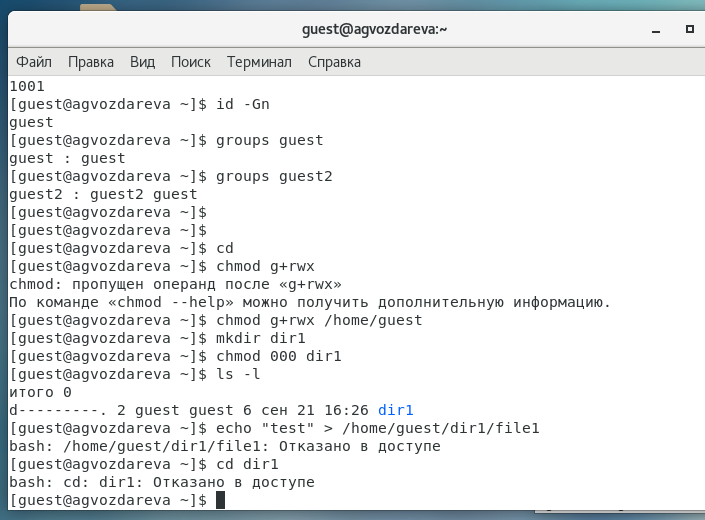 guest@agvozdareva:~
Файл Правка Вид Поиск Терминал Справка
1001
[guest@agvozdareva ~]$ id -Gn
guest
[guest@agvozdareva ~]$ groups guest
guest : guest
[guest@agvozdareva ~]$ groups guest2
guest2 : guest2 guest
[guest@agvozdareva ~]$
[guest@agvozdareva ~]$
[guest@agvozdareva ~]$ cd
[guest@agvozdareva ~]$ chmod g+rwx
chmod: пропущен операнд после «g+rwx»
По команде «chmod --help» можно получить дополнительную информацию.
[guest@agvozdareva ~]$ chmod g+rwx /home/guest
[guest@agvozdareva ~]$ mkdir dir1
[guest@agvozdareva ~]$ chmod 000 dir1
[guest@agvozdareva ~]$ ls -l
итого 0
d---------. 2 guest guest 6 сен 21 16:26 dir1
[guest@agvozdareva ~]$ echo "test" > /home/guest/dir1/file1
bash: /home/guest/dir1/file1: Отказано в доступе
[guest@agvozdareva ~]$ cd dir1
bash: cd: dir1: Отказано в доступе
[guest@agvozdareva ~]$